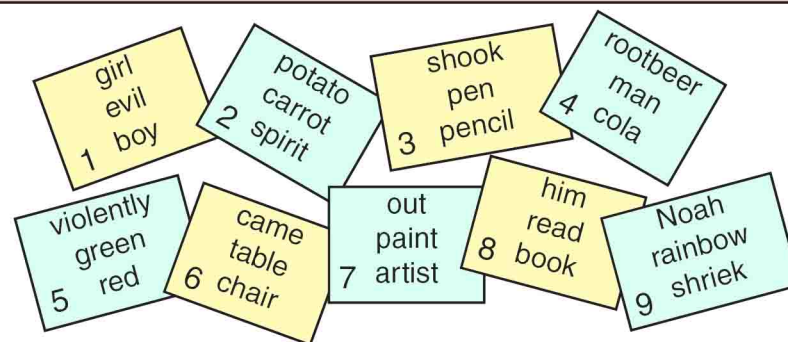 girl
evil
1 boy
potato
carrot
2 spirit
shook
pen
3 pencil
rootbeer
man
4 cola
violently
green
5 red
came
table
6 chair
out
paint
7 artist
him
read
8 book
Noah
rainbow
9 shriek